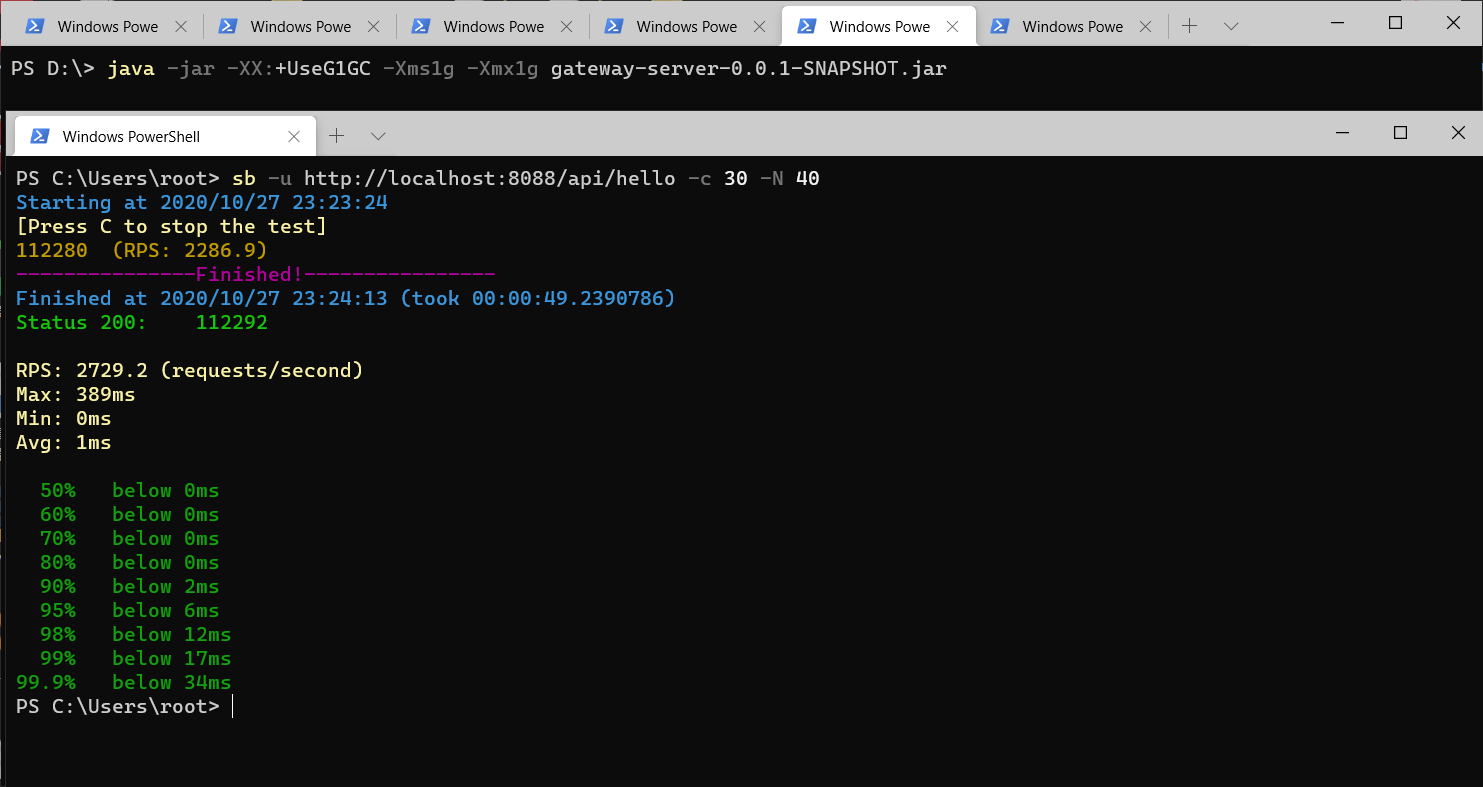 Windows Powe Windows Powe Windows Powe Windows Powe Windows Powe Windows Powe
PS D:\> java -jar -XX:+UseG1GC -Xms1g -Xmx1g gateway-server-0.0.1-SNAPSHOT.jar
Windows PowerShell
PS C:\Users\root> sb -u http://localhost:8088/api/hello -c 30 -N 40
Starting at 2020/10/27 23:23:24
[Press C to stop the test]
112280  (RPS: 2286.9)
---------------Finished!----------------
Finished at 2020/10/27 23:24:13 (took 00:00:49.2390786)
Status 200:    112292
RPS: 2729.2 (requests/second)
Max: 389ms
Min: 0ms
Avg: 1ms
50%   below 0ms
60%   below 0ms
70%   below 0ms
80%   below 0ms
90%   below 2ms
95%   below 6ms
98%   below 12ms
99%   below 17ms
99.9%   below 34ms
PS C:\Users\root>